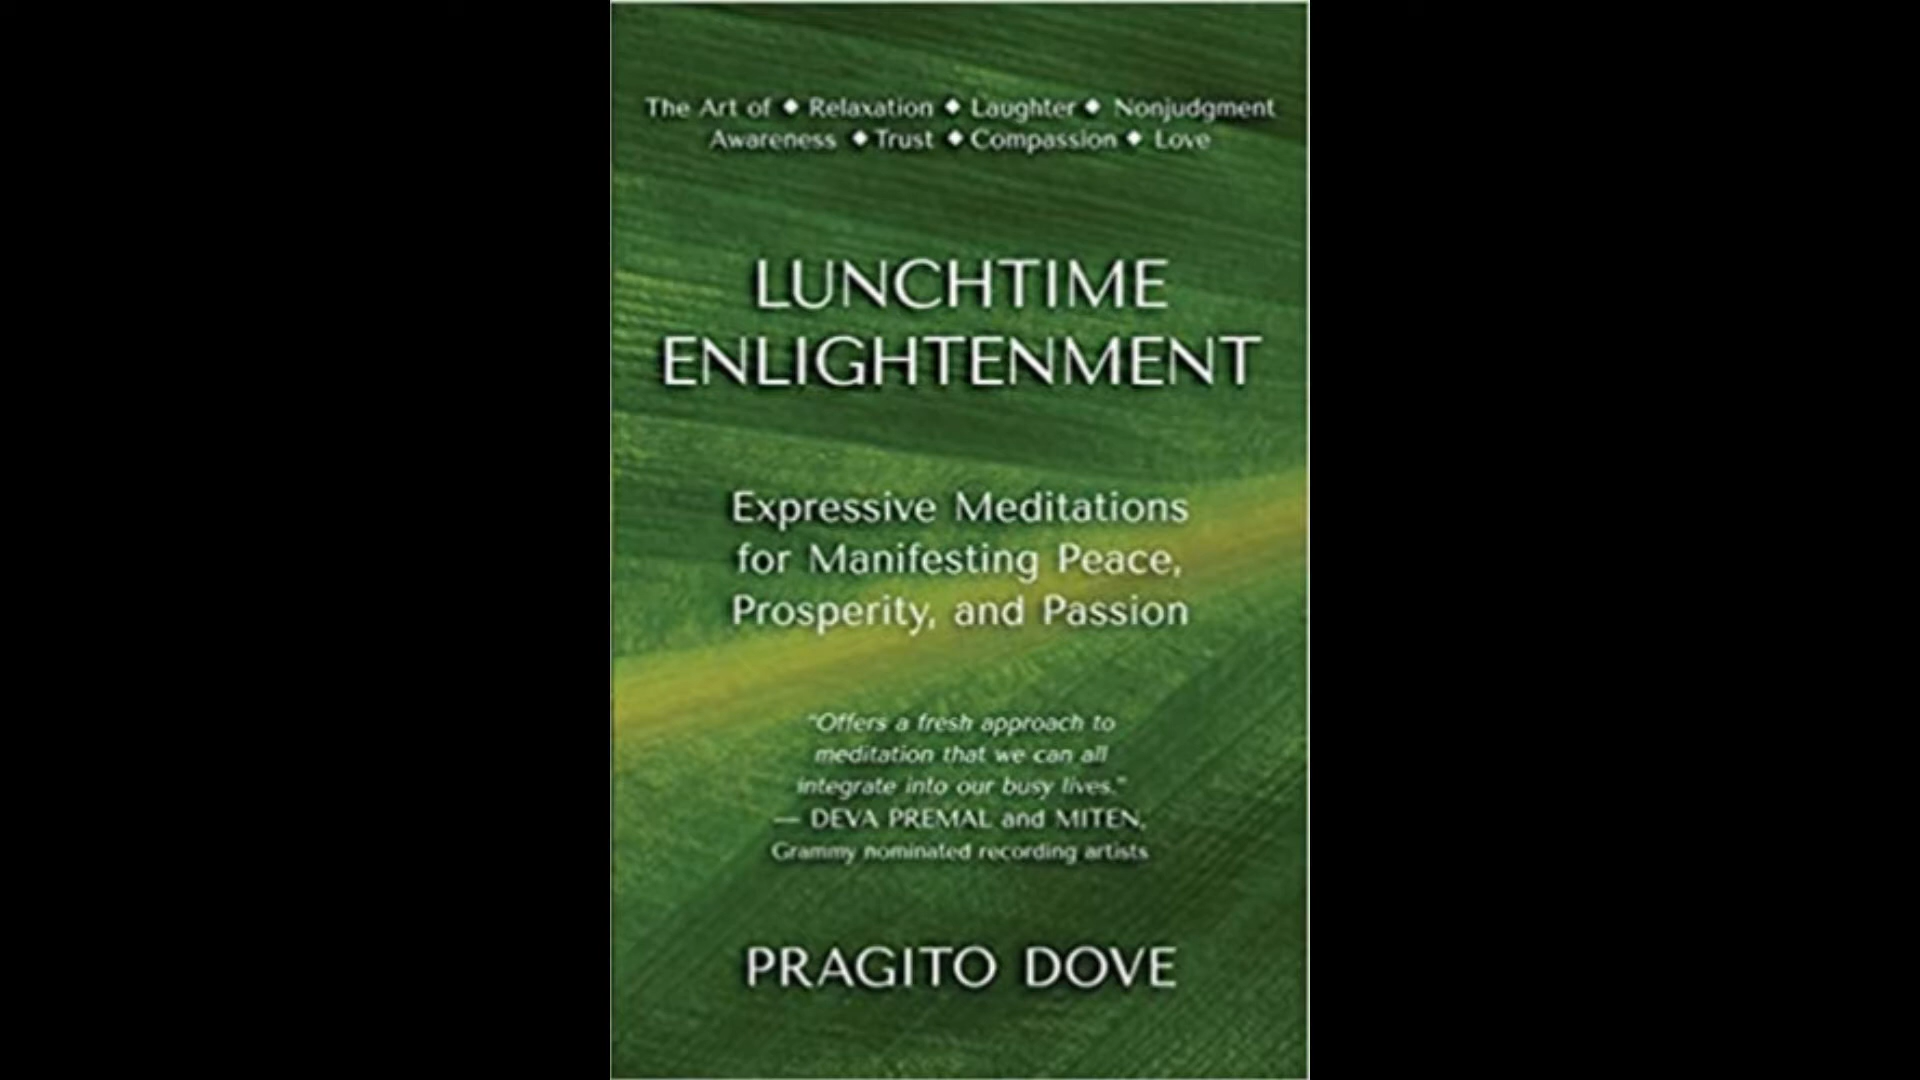 The Art of ◆ Relaxation ◆ Laughter ◆ Nonjudgment
Awareness ◆ Trust ◆ Compassion ◆ Love
LUNCHTIME
ENLIGHTENMENT
Expressive Meditations
for Manifesting Peace,
Prosperity, and Passion
"Offers a fresh approach to
meditation that we can all
integrate into our busy lives."
— DEVA PREMAL and MITEN,
Grammy nominated recording artists
PRAGITO DOVE